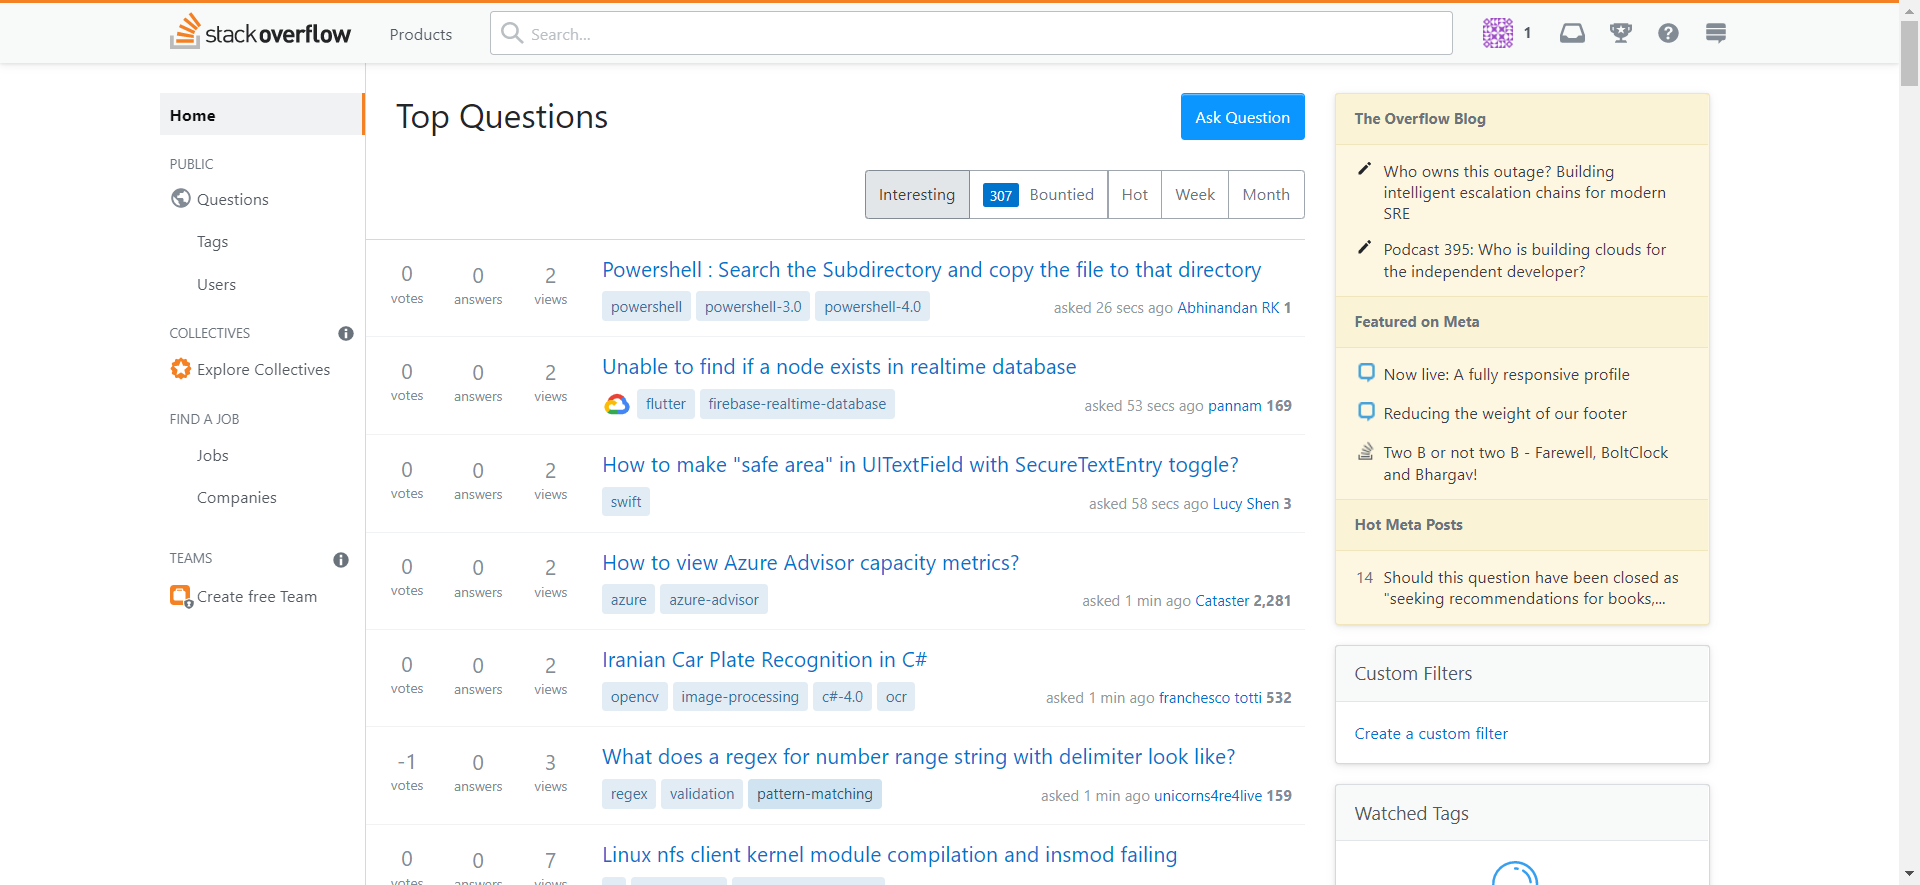 stackoverflow
Products
Search...
1
Home
PUBLIC
Questions
Tags
Users
COLLECTIVES
Explore Collectives
FIND A JOB
Jobs
Companies
TEAMS
Create free Team
Top Questions
Ask Question
Interesting
307 Bountied
Hot
Week
Month
0 votes
0 answers
2 views
Powershell : Search the Subdirectory and copy the file to that directory
powershell powershell-3.0 powershell-4.0
asked 26 secs ago Abhinandan RK 1
0 votes
0 answers
2 views
Unable to find if a node exists in realtime database
flutter firebase-realtime-database
asked 53 secs ago pannam 169
0 votes
0 answers
2 views
How to make "safe area" in UITextField with SecureTextEntry toggle?
swift
asked 58 secs ago Lucy Shen 3
0 votes
0 answers
2 views
How to view Azure Advisor capacity metrics?
azure azure-advisor
asked 1 min ago Cataster 2,281
0 votes
0 answers
2 views
Iranian Car Plate Recognition in C#
opencv image-processing c#-4.0 ocr
asked 1 min ago franchesco totti 532
-1 votes
0 answers
3 views
What does a regex for number range string with delimiter look like?
regex validation pattern-matching
asked 1 min ago unicorns4re4live 159
0 votes
0 answers
7 views
Linux nfs client kernel module compilation and insmod failing
The Overflow Blog
Who owns this outage? Building
intelligent escalation chains for modern
SRE
Podcast 395: Who is building clouds for
the independent developer?
Featured on Meta
Now live: A fully responsive profile
Reducing the weight of our footer
Two B or not two B - Farewell, BoltClock
and Bhargav!
Hot Meta Posts
14 Should this question have been closed as
"seeking recommendations for books,...
Custom Filters
Create a custom filter
Watched Tags